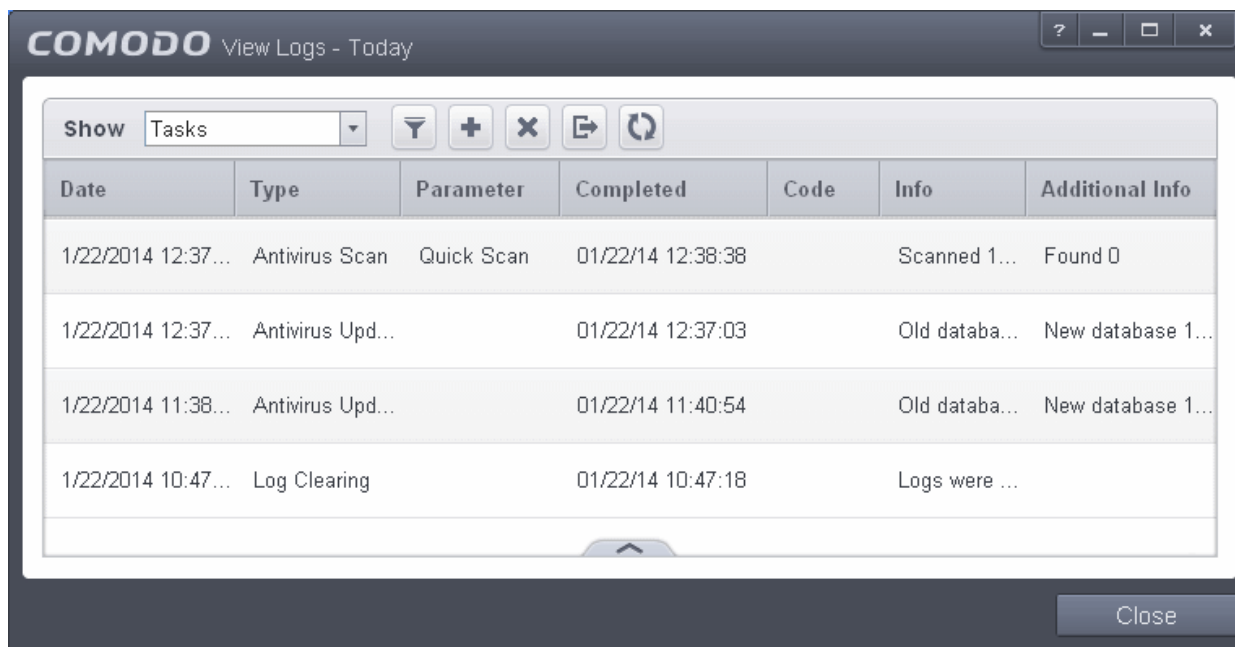 COMODO View Logs - Today
?
Show Tasks
Date Type Parameter Completed Code Info Additional Info
1/22/2014 12:37... Antivirus Scan Quick Scan 01/22/14 12:38:38 Scanned 1... Found 0
1/22/2014 12:37... Antivirus Upd... 01/22/14 12:37:03 Old databa... New database 1...
1/22/2014 11:38... Antivirus Upd... 01/22/14 11:40:54 Old databa... New database 1...
1/22/2014 10:47... Log Clearing 01/22/14 10:47:18 Logs were ...
Close